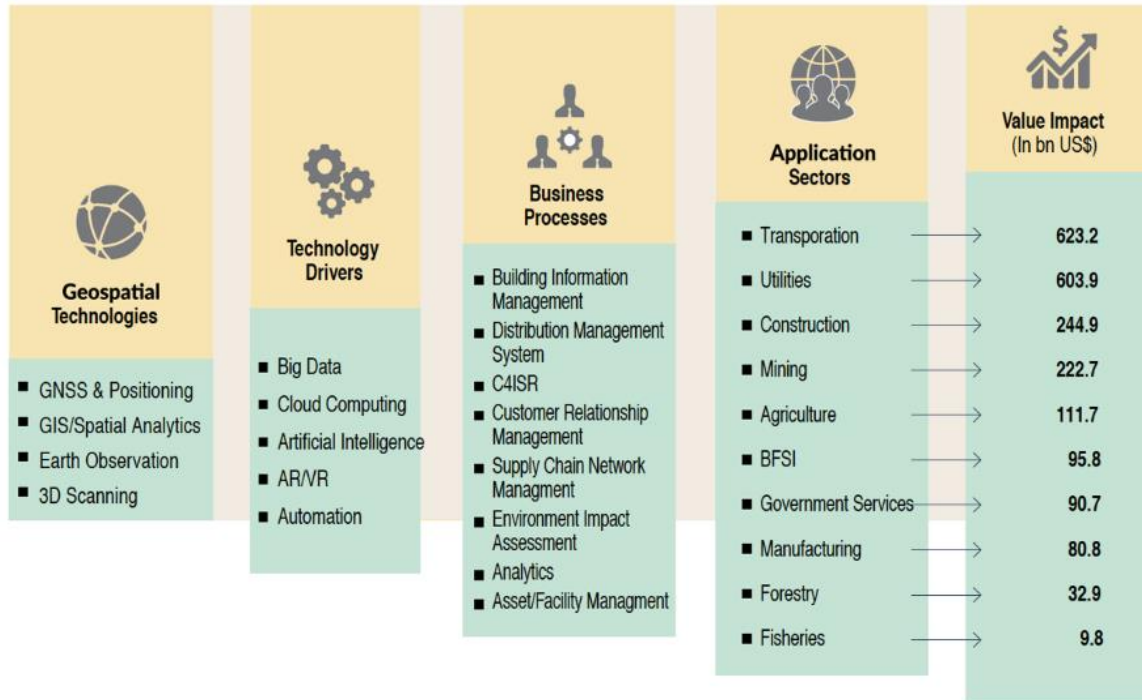 Geospatial
Technologies
■ GNSS & Positioning
■ GIS/Spatial Analytics
■ Earth Observation
■ 3D Scanning
Technology
Drivers
■ Big Data
■ Cloud Computing
■ Artificial Intelligence
■ AR/VR
■ Automation
Business
Processes
■ Building Information
Management
■ Distribution Management
System
■ C4ISR
■ Customer Relationship
Management
■ Supply Chain Network
Managment
■ Environment Impact
Assessment
■ Analytics
■ Asset/Facility Managment
Application
Sectors
$
Value Impact
(In bn US$)
■ Transporation → 623.2
■ Utilities → 603.9
■ Construction → 244.9
■ Mining → 222.7
■ Agriculture → 111.7
■ BFSI → 95.8
■ Government Services → 90.7
■ Manufacturing → 80.8
■ Forestry → 32.9
■ Fisheries → 9.8